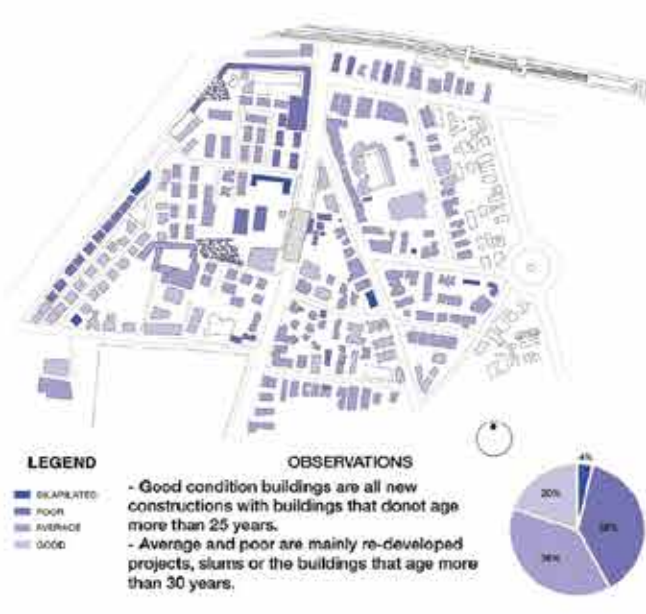 LEGEND
DILAPILATED
POOR
AVERAGE
GOOD
OBSERVATIONS
- Good condition buildings are all new
constructions with buildings that donot age
more than 25 years.
- Average and poor are mainly re-developed
projects, slums or the buildings that age more
than 30 years.
4%
20%